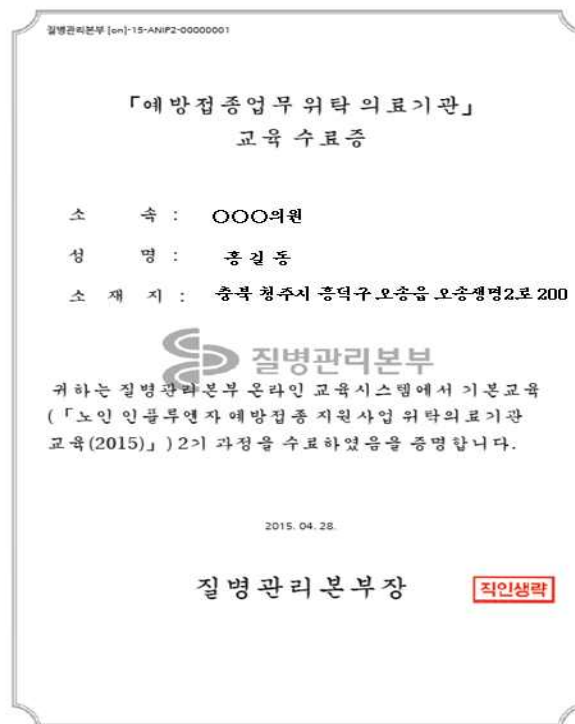 질병관리본부 [on]-15-ANIP2-00000001
「예방접종업무 위탁 의료기관」
교육 수료증
소 속 : ○○○의원
성 명 : 홍길동
소 재 지 : 충북 청주시 흥덕구 오송읍 오송생명2로 200
질병관리본부
귀하는 질병관리본부 온라인 교육시스템에서 기본교육
(「노인 인플루엔자 예방접종 지원사업 위탁의료기관
교육(2015)」) 2기 과정을 수료하였음을 증명합니다.
2015. 04. 28.
질병관리본부장
직인생략